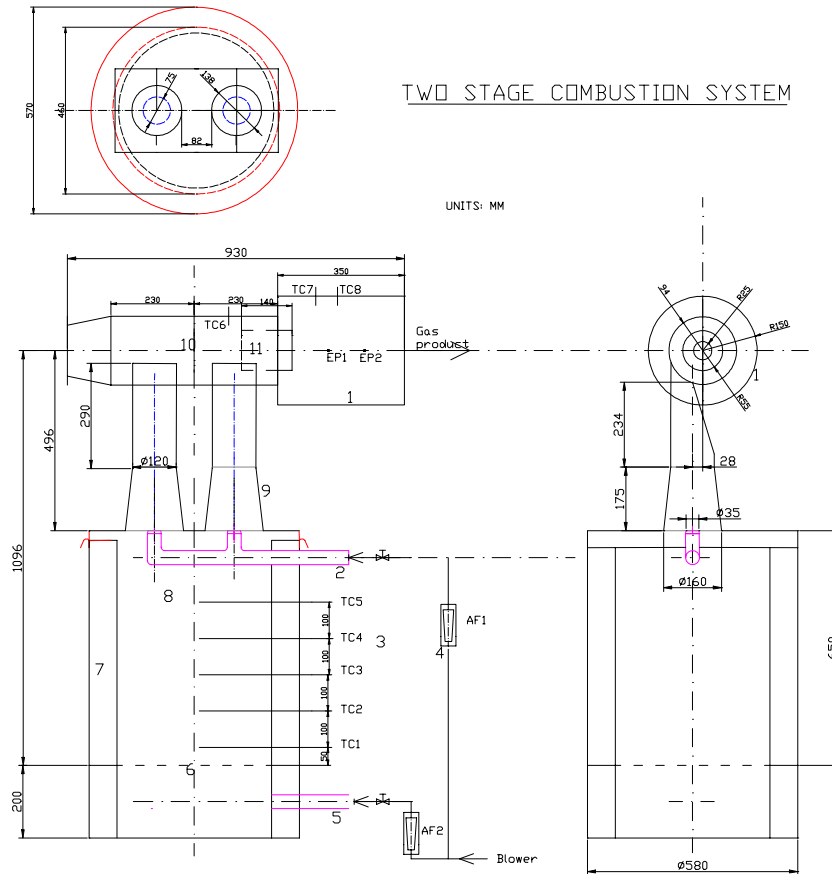 TWO STAGE COMBUSTION SYSTEM
75
138
570
460
82
UNITS: MM
930
350
230
230
140
TC7
TC8
TC6
10
11
Gas
product
EP1
EP2
1
94
R25
R150
R55
1
290
496
234
Ø120
28
9
175
Ø35
1096
2
8
Ø160
TC5
100
TC4
3
AF1
4
100
TC3
7
100
TC2
100
TC1
50
6
650
200
5
AF2
Blower
Ø580